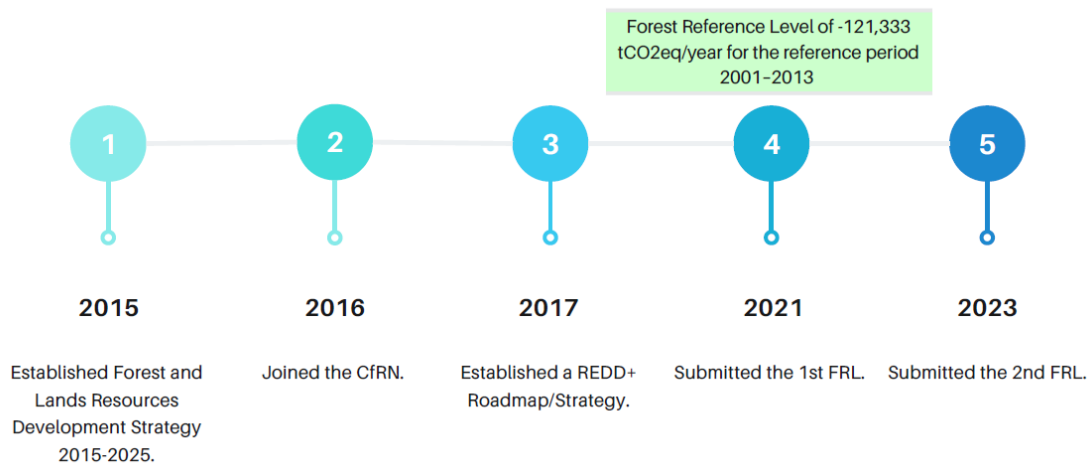 Forest Reference Level of -121,333
tCO2eq/year for the reference period
2001–2013
1
2
3
4
5
2015
2016
2017
2021
2023
Established Forest and
Lands Resources
Development Strategy
2015-2025.
Joined the CfRN.
Established a REDD+
Roadmap/Strategy.
Submitted the 1st FRL.
Submitted the 2nd FRL.